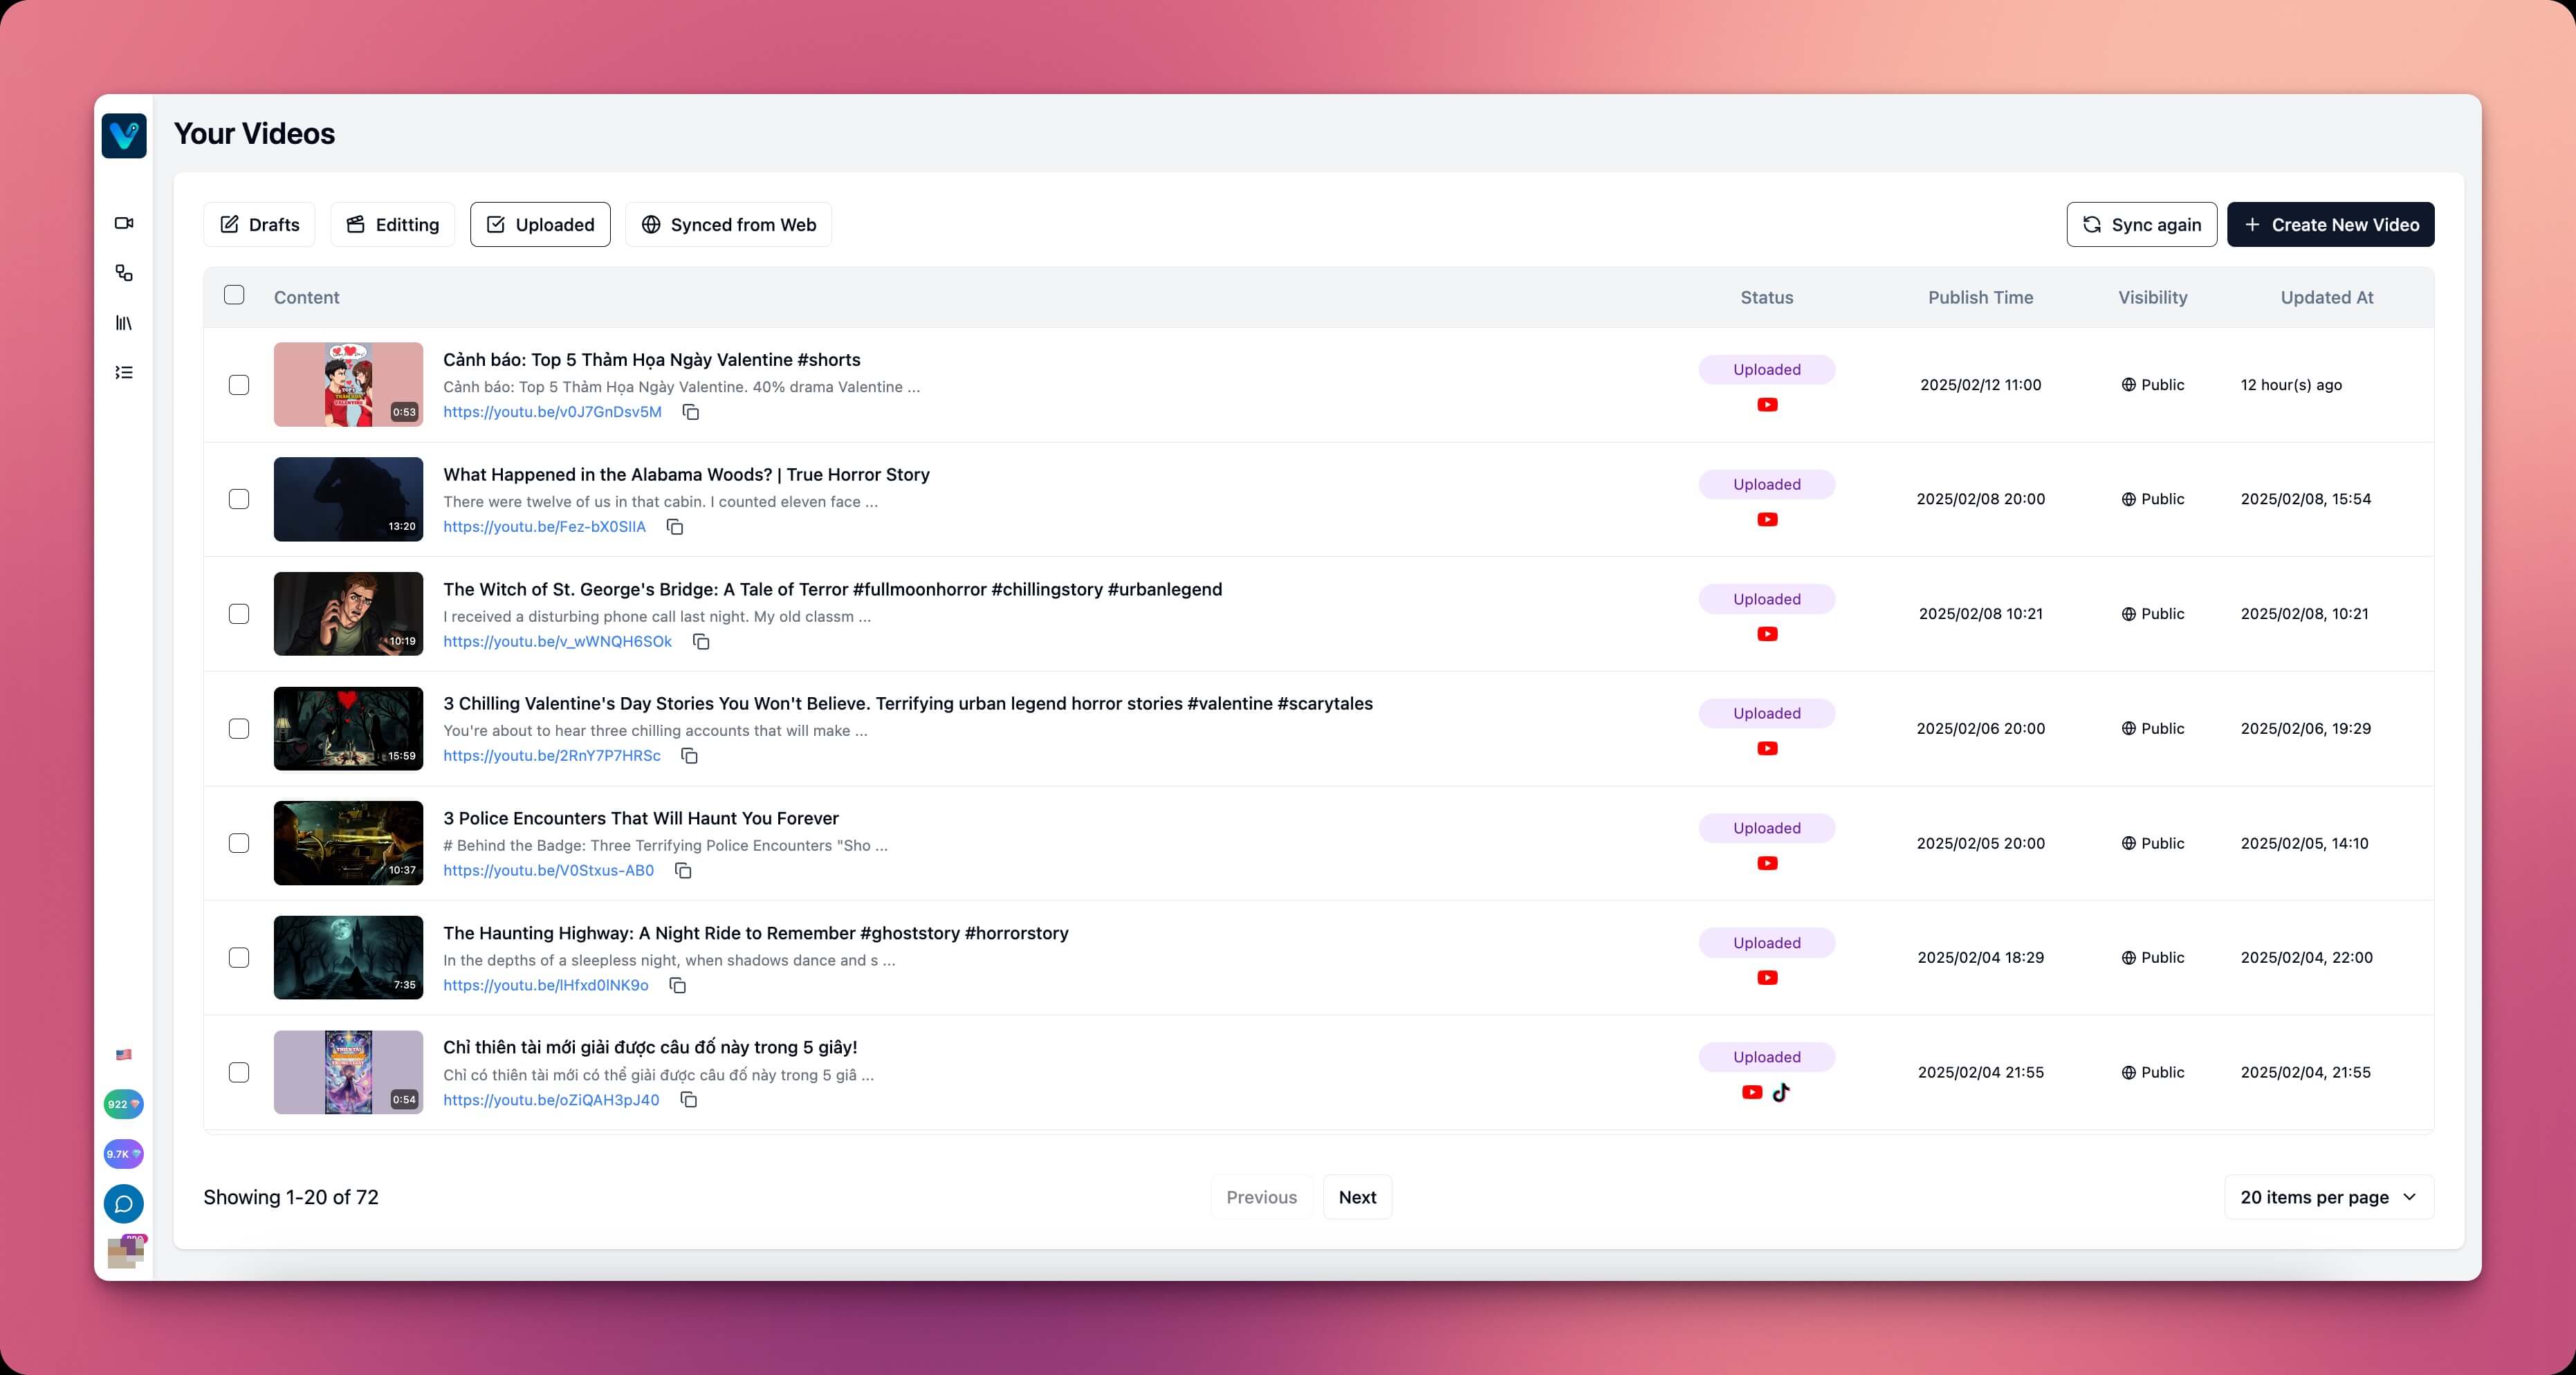 Your Videos
Drafts
Editting
Uploaded
Synced from Web
Sync again
Create New Video
Content
Status
Publish Time
Visibility
Updated At
0:53
Cảnh báo: Top 5 Thảm Họa Ngày Valentine #shorts
Cảnh báo: Top 5 Thảm Họa Ngày Valentine. 40% drama Valentine ...
https://youtu.be/v0J7GnDsv5M
Uploaded
2025/02/12 11:00
Public
12 hour(s) ago
13:20
What Happened in the Alabama Woods? | True Horror Story
There were twelve of us in that cabin. I counted eleven face ...
https://youtu.be/Fez-bX0SIIA
Uploaded
2025/02/08 20:00
Public
2025/02/08, 15:54
10:19
The Witch of St. George's Bridge: A Tale of Terror #fullmoonhorror #chillingstory #urbanlegend
I received a disturbing phone call last night. My old classm ...
https://youtu.be/v_wWNQH6SOk
Uploaded
2025/02/08 10:21
Public
2025/02/08, 10:21
15:59
3 Chilling Valentine's Day Stories You Won't Believe. Terrifying urban legend horror stories #valentine #scarytales
You're about to hear three chilling accounts that will make ...
https://youtu.be/2RnY7P7HRSc
Uploaded
2025/02/06 20:00
Public
2025/02/06, 19:29
10:37
3 Police Encounters That Will Haunt You Forever
# Behind the Badge: Three Terrifying Police Encounters "Sho ...
https://youtu.be/V0Stxus-AB0
Uploaded
2025/02/05 20:00
Public
2025/02/05, 14:10
7:35
The Haunting Highway: A Night Ride to Remember #ghoststory #horrorstory
In the depths of a sleepless night, when shadows dance and s ...
https://youtu.be/lHfxd0lNK9o
Uploaded
2025/02/04 18:29
Public
2025/02/04, 22:00
0:54
Chỉ thiên tài mới giải được câu đố này trong 5 giây!
Chỉ có thiên tài mới có thể giải được câu đố này trong 5 giâ ...
https://youtu.be/oZiQAH3pJ40
Uploaded
2025/02/04 21:55
Public
2025/02/04, 21:55
922
9.7K
Showing 1-20 of 72
Previous
Next
20 items per page